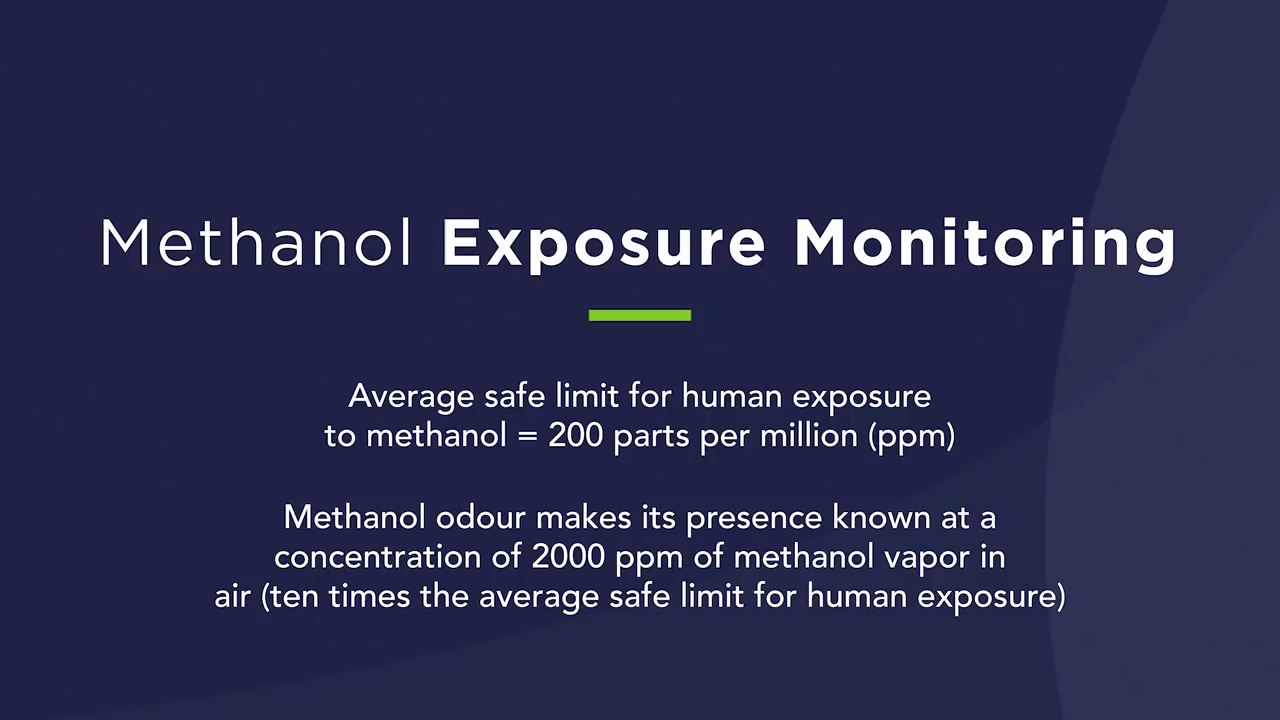 Methanol Exposure Monitoring
Average safe limit for human exposure
to methanol = 200 parts per million (ppm)
Methanol odour makes its presence known at a
concentration of 2000 ppm of methanol vapor in
air (ten times the average safe limit for human exposure)